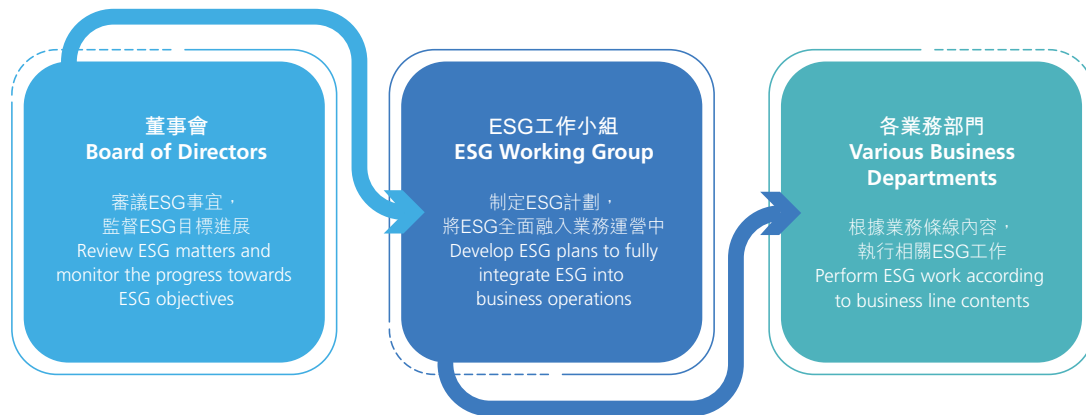 董事會
Board of Directors
審議ESG事宜，
監督ESG目標進展
Review ESG matters and
monitor the progress towards
ESG objectives
ESG工作小組
ESG Working Group
制定ESG計劃，
將ESG全面融入業務運營中
Develop ESG plans to fully
integrate ESG into
business operations
各業務部門
Various Business
Departments
根據業務條線內容，
執行相關ESG工作
Perform ESG work according
to business line contents